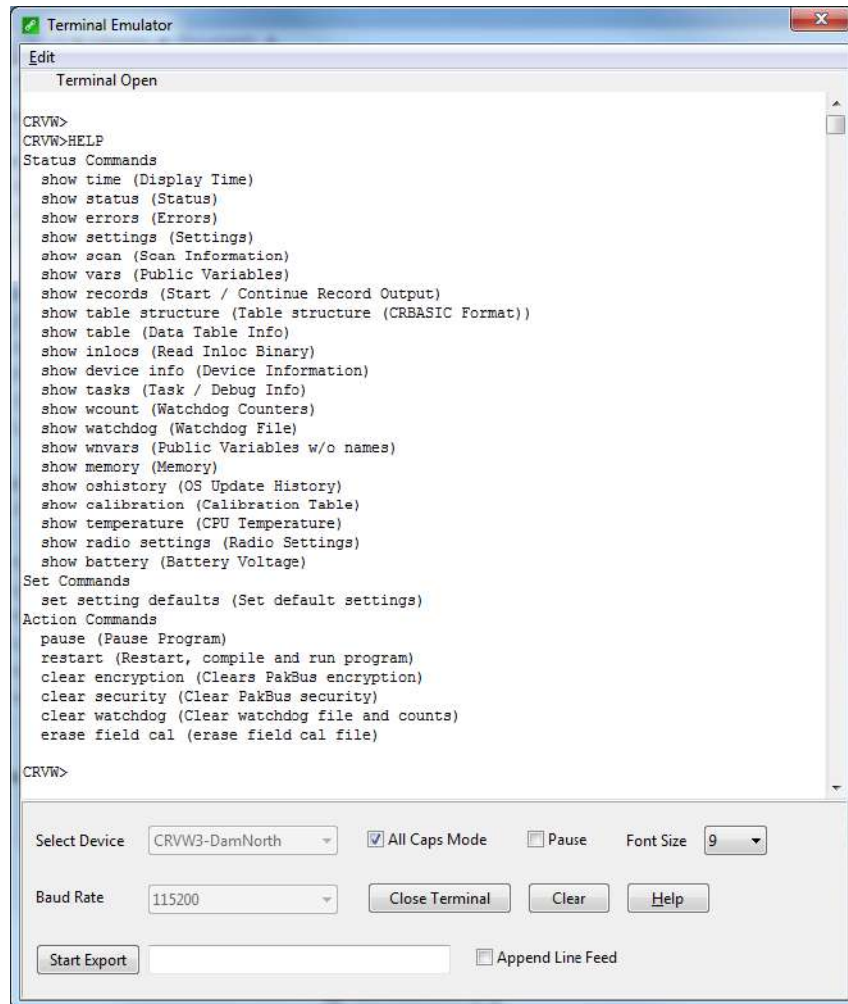 Terminal Emulator
Edit
Terminal Open
CRVW>
CRVW>HELP
Status Commands
show time (Display Time)
show status (Status)
show errors (Errors)
show settings (Settings)
show scan (Scan Information)
show vars (Public Variables)
show records (Start / Continue Record Output)
show table structure (Table structure (CRBASIC Format))
show table (Data Table Info)
show inlocs (Read Inloc Binary)
show device info (Device Information)
show tasks (Task / Debug Info)
show wcount (Watchdog Counters)
show watchdog (Watchdog File)
show wnvars (Public Variables w/o names)
show memory (Memory)
show oshistory (OS Update History)
show calibration (Calibration Table)
show temperature (CPU Temperature)
show radio settings (Radio Settings)
show battery (Battery Voltage)
Set Commands
set setting defaults (Set default settings)
Action Commands
pause (Pause Program)
restart (Restart, compile and run program)
clear encryption (Clears PakBus encryption)
clear security (Clear PakBus security)
clear watchdog (Clear watchdog file and counts)
erase field cal (erase field cal file)
CRVW>
Select Device CRVW3-DamNorth All Caps Mode Pause Font Size 9
Baud Rate 115200 Close Terminal Clear Help
Start Export Append Line Feed